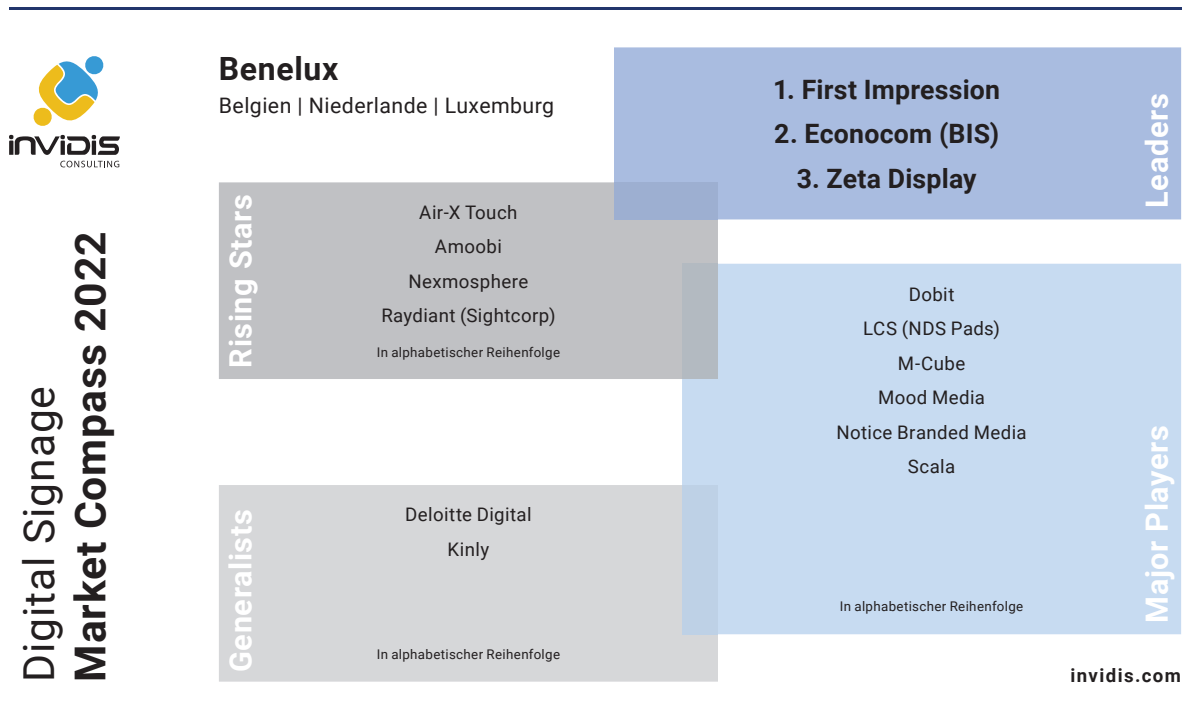 invidis
CONSULTING
Digital Signage
Market Compass 2022
Benelux
Belgien | Niederlande | Luxemburg
1. First Impression
2. Econocom (BIS)
3. Zeta Display
Leaders
Rising Stars
Air-X Touch
Amoobi
Nexmosphere
Raydiant (Sightcorp)
In alphabetischer Reihenfolge
Dobit
LCS (NDS Pads)
M-Cube
Mood Media
Notice Branded Media
Scala
In alphabetischer Reihenfolge
Major Players
Generalists
Deloitte Digital
Kinly
In alphabetischer Reihenfolge
invidis.com